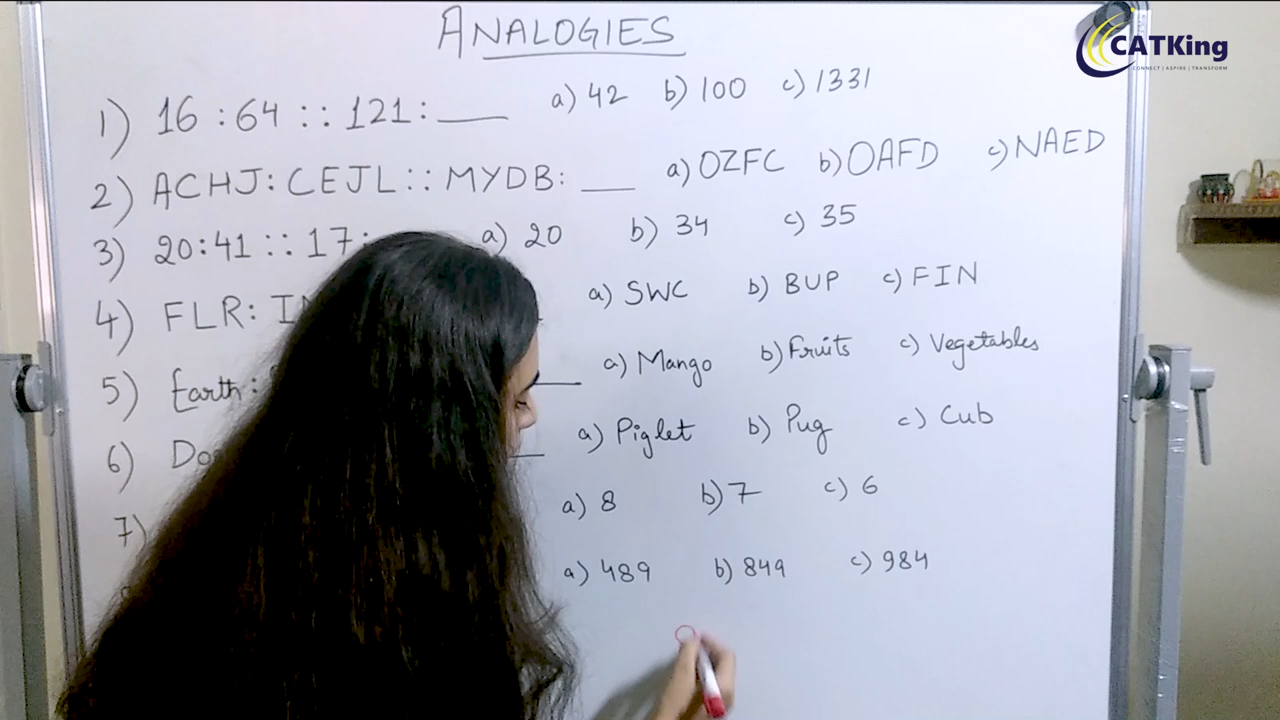 ANALOGIES
CATKing
CONNECT | ASPIRE | TRANSFORM
1) 16 : 64 :: 121 : ____ a) 42 b) 100 c) 1331
2) ACHJ : CEJL :: MYDB : ___ a) OZFC b) OAFD c) NAED
3) 20 : 41 :: 17 : a) 20 b) 34 c) 35
4) FLR : a) SWC b) BUP c) FIN
5) Earth : a) Mango b) Fruits c) Vegetables
6) a) Piglet b) Pug c) Cub
7) a) 8 b) 7 c) 6
a) 489 b) 849 c) 984